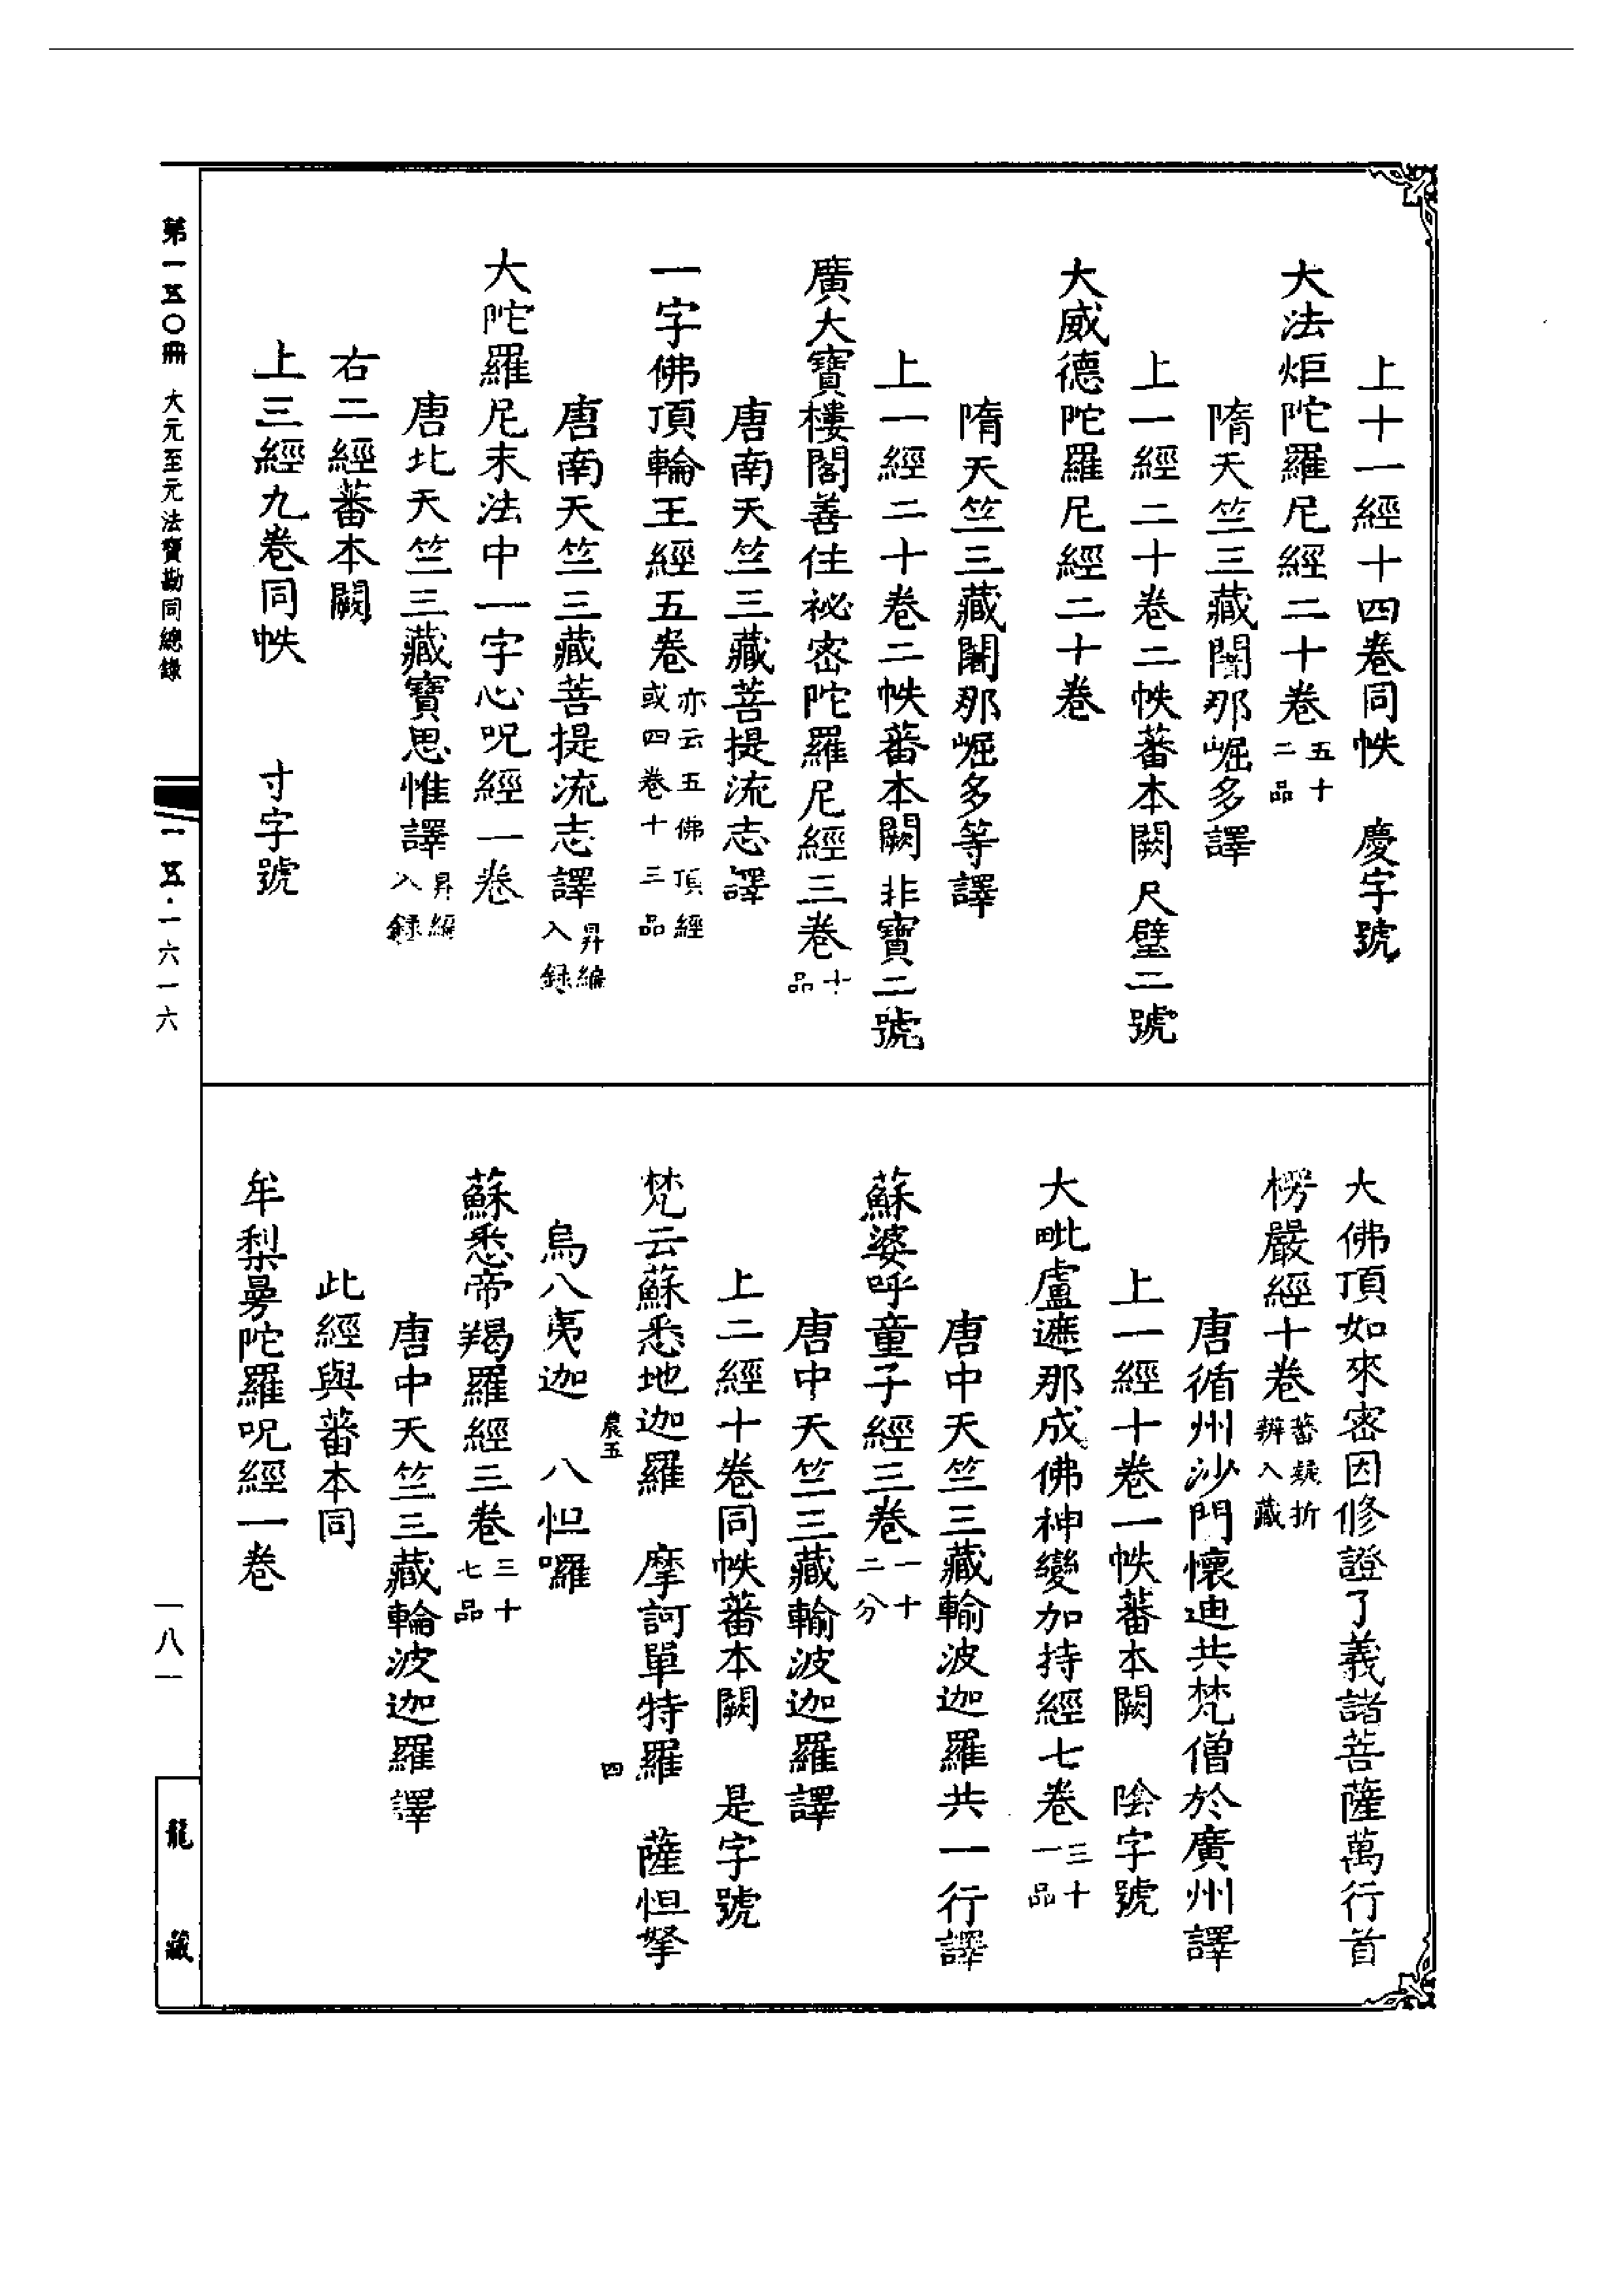 上十一經十四卷同帙　慶字號
大法炬陀羅尼經二十卷五十二品
隋天竺三藏闍那崛多譯
上一經二十卷二帙蕃本闕尺璧二號
大威德陀羅尼經二十卷
隋天竺三藏闍那崛多等譯
上一經二十卷二帙蕃本闕非寶二號
廣大寶樓閣善住祕密陀羅尼經三卷十品
唐南天竺三藏菩提流志譯
一字佛頂輪王經五卷亦云五佛頂經或四卷十三品
唐南天竺三藏菩提流志譯昇編入録
大陀羅尼末法中一字心呪經一卷
唐北天竺三藏寶思惟譯昇編入録
右二經蕃本闕
上三經九卷同帙　寸字號
大佛頂如來密因修證了義諸菩薩萬行首
楞嚴經十卷蕃疑折辨入藏
唐循州沙門懷迪共梵僧於廣州譯
上一經十卷一帙蕃本闕　陰字號
大毗盧遮那成佛神變加持經七卷三十一品
唐中天竺三藏輸波迦羅共一行譯
蘇婆呼童子經三卷一十二分
唐中天竺三藏輸波迦羅譯
上二經十卷同帙蕃本闕　是字號
梵云蘇悉地迦羅　摩訶單特羅　薩怛拏
農五　四
烏八夷迦　八怛囉
蘇悉帝羯羅經三卷三十七品
唐中天竺三藏輪波迦羅譯
此經與蕃本同
牟梨曼陀羅呪經一卷
第一五〇冊　大元至元法寶勘同總錄
一五·一六一六
一八一
龍藏